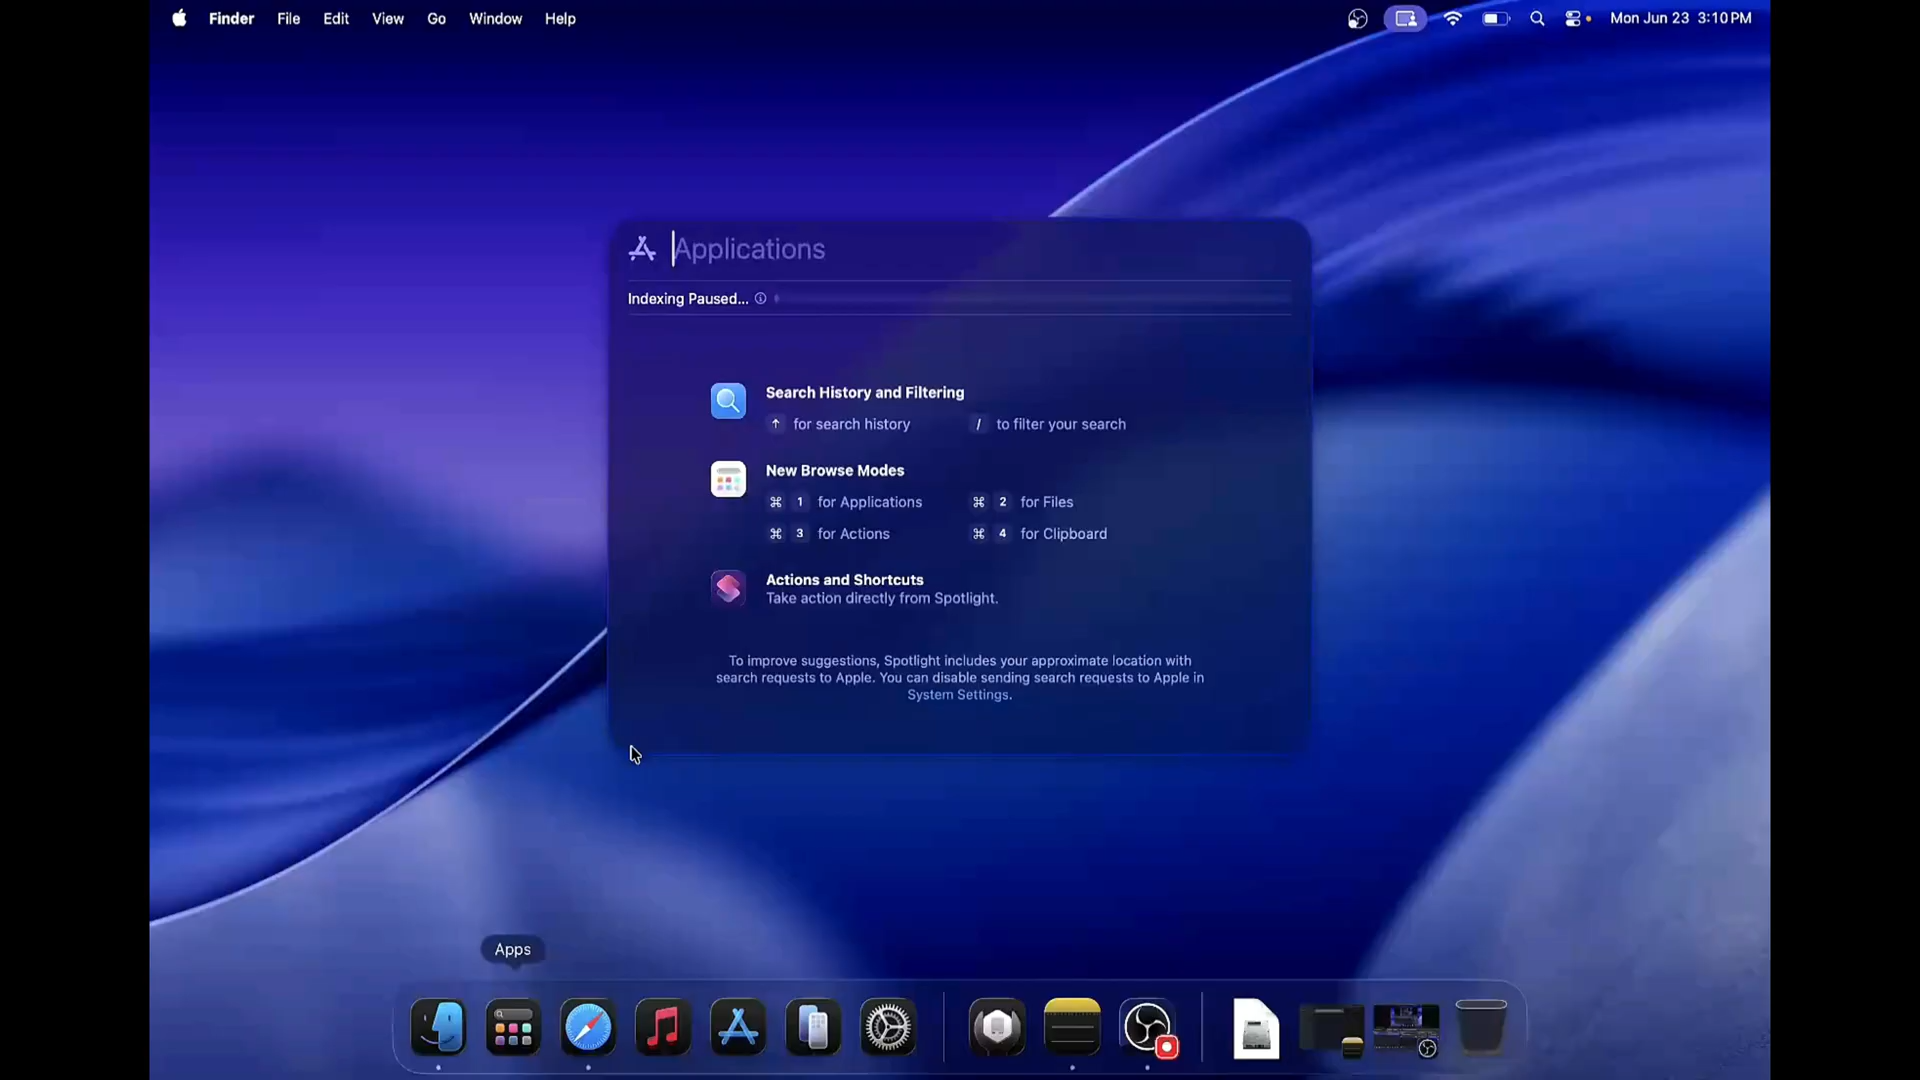 Finder File Edit View Go Window Help Mon Jun 23 3:10 PM
Applications
Indexing Paused...
Search History and Filtering
↑ for search history / to filter your search
New Browse Modes
⌘ 1 for Applications ⌘ 2 for Files
⌘ 3 for Actions ⌘ 4 for Clipboard
Actions and Shortcuts
Take action directly from Spotlight.
To improve suggestions, Spotlight includes your approximate location with
search requests to Apple. You can disable sending search requests to Apple in
System Settings.
Apps